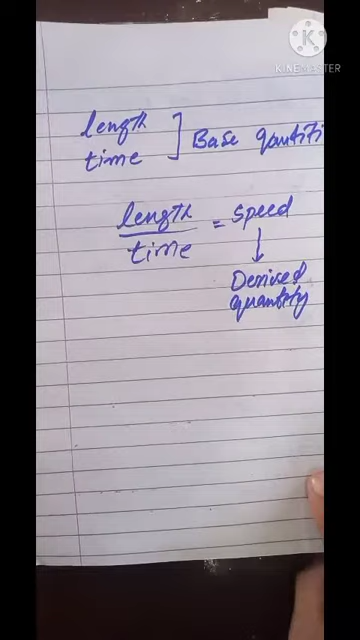 KINEMASTER
length
time ] Base quantiti
length / time = speed
↓
Derived
quantity